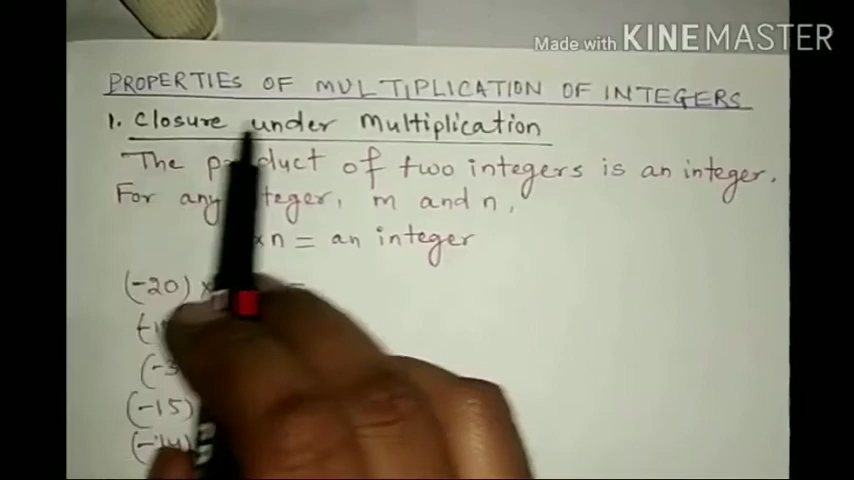 Made with KINEMASTER
PROPERTIES OF MULTIPLICATION OF INTEGERS
1. Closure under Multiplication
The product of two integers is an integer.
For any integer, m and n,
×n = an integer
(-20) × =
(-15)